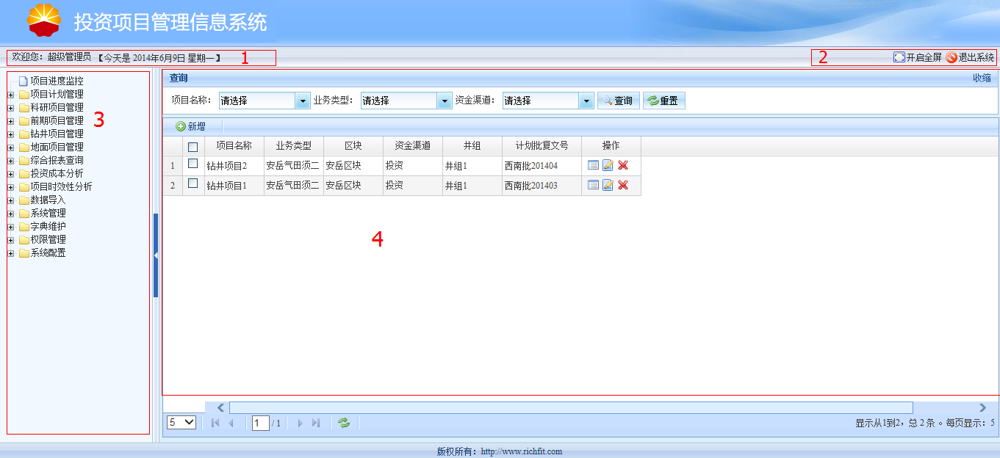 投资项目管理信息系统
欢迎您：超级管理员 【今天是 2014年6月9日 星期一】 1
2 开启全屏 退出系统
项目进度监控
项目计划管理
科研项目管理
前期项目管理
3
钻井项目管理
地面项目管理
综合报表查询
投资成本分析
项目时效性分析
数据导入
系统管理
字典维护
权限管理
系统配置
查询 收缩
项目名称： 请选择 业务类型： 请选择 资金渠道： 请选择 查询 重置
新增
项目名称 业务类型 区块 资金渠道 井组 计划批复文号 操作
1 钻井项目2 安岳气田须二 安岳区块 投资 井组1 西南批201404
2 钻井项目1 安岳气田须二 安岳区块 投资 井组1 西南批201403
4
5 1 / 1 显示从1到2，总 2 条 。每页显示：5
版权所有：http://www.richfit.com